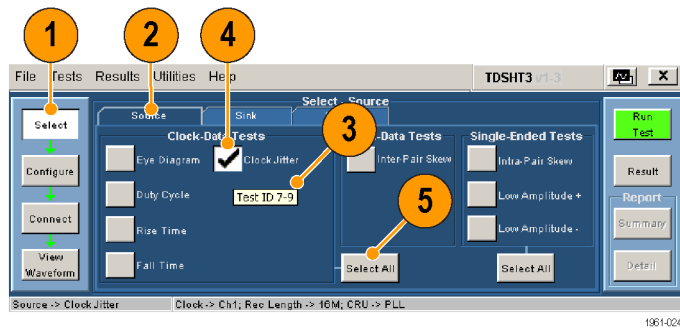 1
2
4
File Tests Results Utilities Help
TDSHT3 v1.3
X
Select - Source
Select
Source
Sink
Run
Test
Clock-Data Tests
3
-Data Tests
Single-Ended Tests
Eye Diagram
Clock Jitter
Inter-Pair Skew
Intra-Pair Skew
Configure
Result
Duty Cycle
Test ID 7-9
5
Low Amplitude +
Report
Connect
Summary
Rise Time
Low Amplitude -
View
Waveform
Fall Time
Select All
Select All
Detail
Source -> Clock Jitter
Clock -> Ch1; Rec Length -> 16M; CRU -> PLL
1961-024